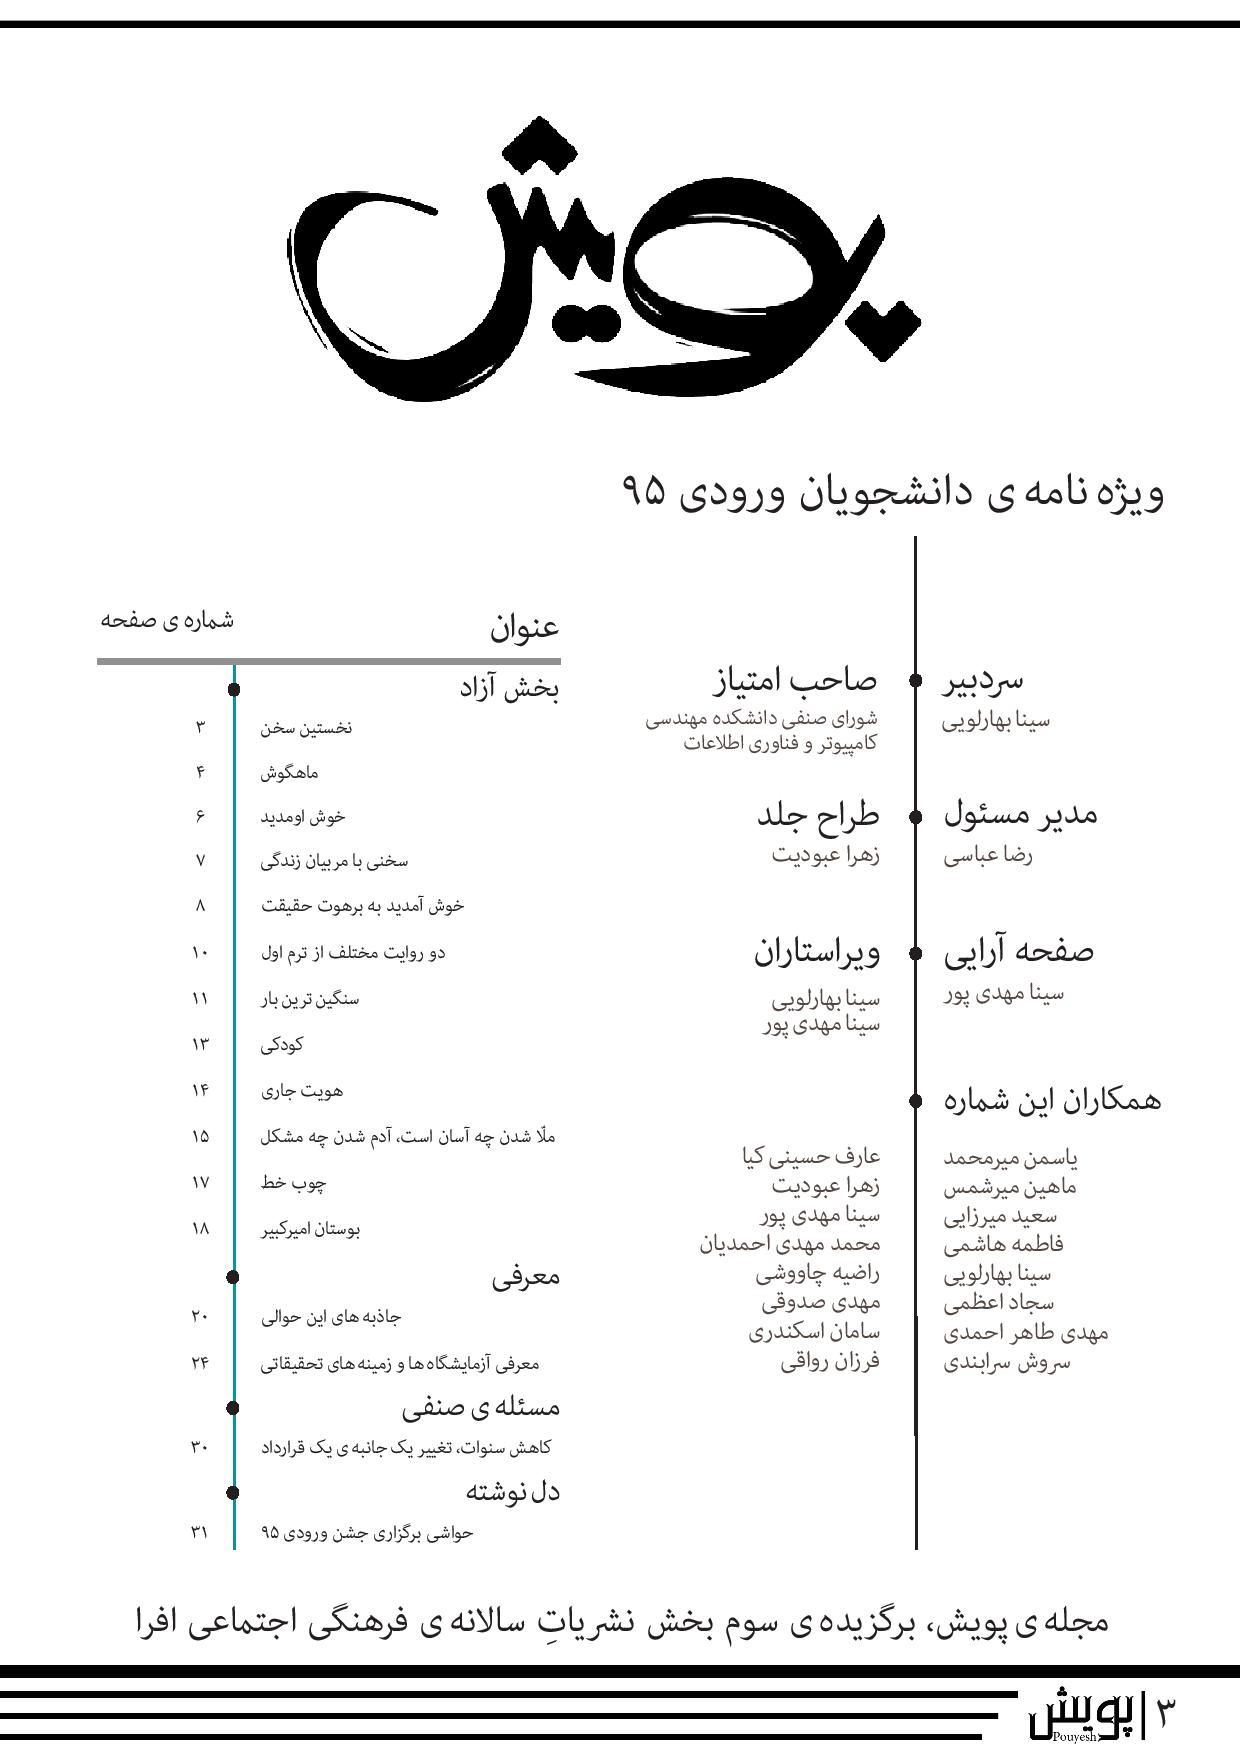 پویش
ویژه نامه ی دانشجویان ورودی ۹۵
سردبیر
سینا بهارلویی
صاحب امتیاز
شورای صنفی دانشکده مهندسی
کامپیوتر و فناوری اطلاعات
مدیر مسئول
رضا عباسی
طراح جلد
زهرا عبودیت
صفحه آرایی
سینا مهدی پور
ویراستاران
سینا بهارلویی
سینا مهدی پور
همکاران این شماره
یاسمن میرمحمد
ماهین میرشمس
سعید میرزایی
فاطمه هاشمی
سینا بهارلویی
سجاد اعظمی
مهدی طاهر احمدی
سروش سرابندی
عارف حسینی کیا
زهرا عبودیت
سینا مهدی پور
محمد مهدی احمدیان
راضیه چاووشی
مهدی صدوقی
سامان اسکندری
فرزان رواقی
عنوان شماره ی صفحه
بخش آزاد
نخستین سخن ۳
ماهگوش ۴
خوش اومدید ۶
سخنی با مربیان زندگی ۷
خوش آمدید به برهوت حقیقت ۸
دو روایت مختلف از ترم اول ۱۰
سنگین ترین بار ۱۱
کودکی ۱۳
هویت جاری ۱۴
ملّا شدن چه آسان است، آدم شدن چه مشکل ۱۵
چوب خط ۱۷
بوستان امیرکبیر ۱۸
معرفی
جاذبه های این حوالی ۲۰
معرفی آزمایشگاه ها و زمینه های تحقیقاتی ۲۴
مسئله ی صنفی
کاهش سنوات، تغییر یک جانبه ی یک قرارداد ۳۰
دل نوشته
حواشی برگزاری جشن ورودی ۹۵ ۳۱
مجله ی پویش، برگزیده ی سوم بخش نشریاتِ سالانه ی فرهنگی اجتماعی افرا
۳ | پویش
Pouyesh